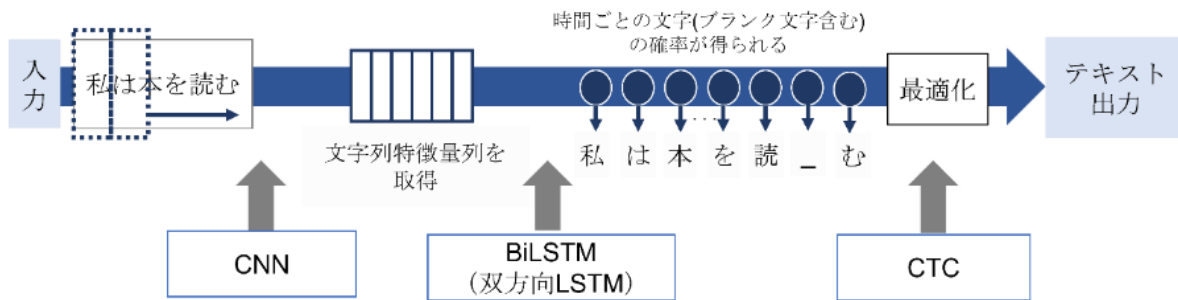 時間ごとの文字(ブランク文字含む)
の確率が得られる
入
力
私は本を読む
最適化
テキスト
出力
文字列特徴量列を
取得
…
私 は 本 を 読 _ む
CNN
BiLSTM
（双方向LSTM）
CTC